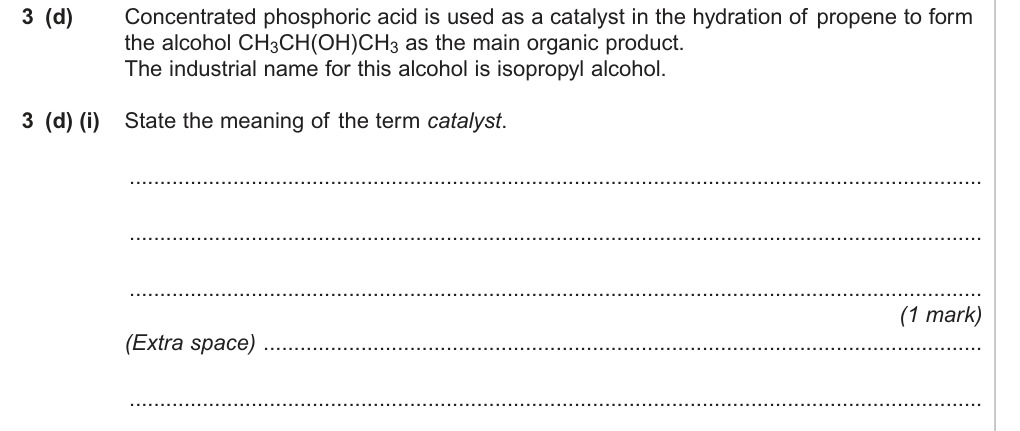 3 (d) Concentrated phosphoric acid is used as a catalyst in the hydration of propene to form
the alcohol CH3CH(OH)CH3 as the main organic product.
The industrial name for this alcohol is isopropyl alcohol.
3 (d) (i) State the meaning of the term catalyst.
(1 mark)
(Extra space)